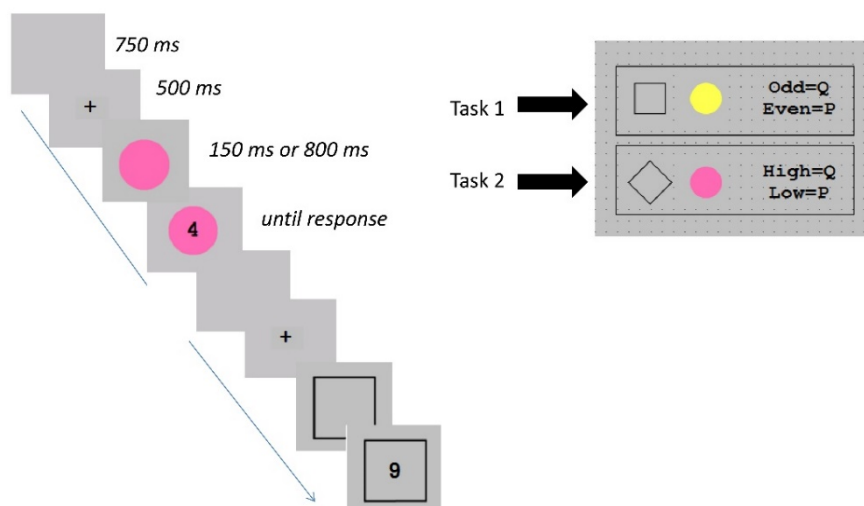 750 ms
+
500 ms
150 ms or 800 ms
4
until response
+
9
Task 1
Odd=Q
Even=P
Task 2
High=Q
Low=P